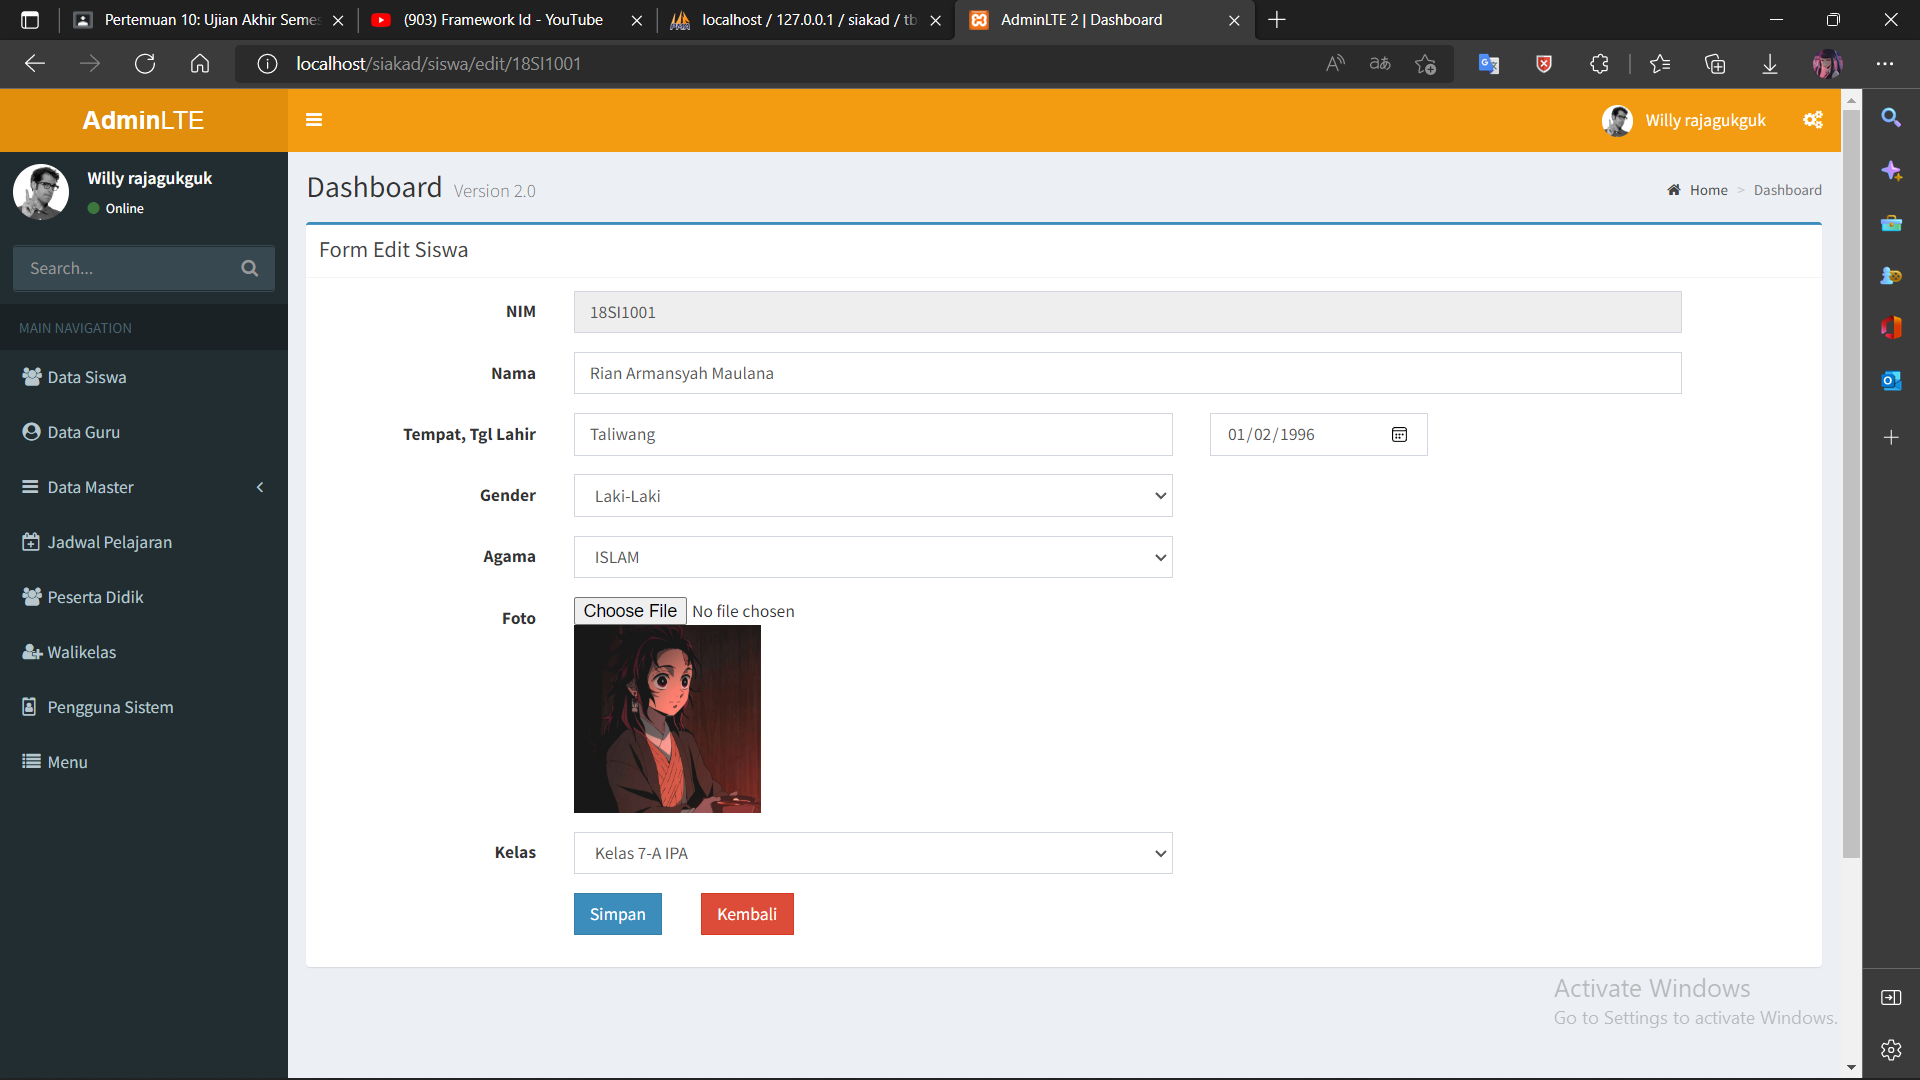 Pertemuan 10: Ujian Akhir Semes
(903) Framework Id - YouTube
localhost / 127.0.0.1 / siakad / tb
AdminLTE 2 | Dashboard
localhost/siakad/siswa/edit/18SI1001
AdminLTE
Willy rajagukguk
Willy rajagukguk
Online
Dashboard Version 2.0
Home > Dashboard
Search...
MAIN NAVIGATION
Data Siswa
Data Guru
Data Master
Jadwal Pelajaran
Peserta Didik
Walikelas
Pengguna Sistem
Menu
Form Edit Siswa
NIM 18SI1001
Nama Rian Armansyah Maulana
Tempat, Tgl Lahir Taliwang 01/02/1996
Gender Laki-Laki
Agama ISLAM
Foto Choose File No file chosen
Kelas Kelas 7-A IPA
Simpan Kembali
Activate Windows
Go to Settings to activate Windows.